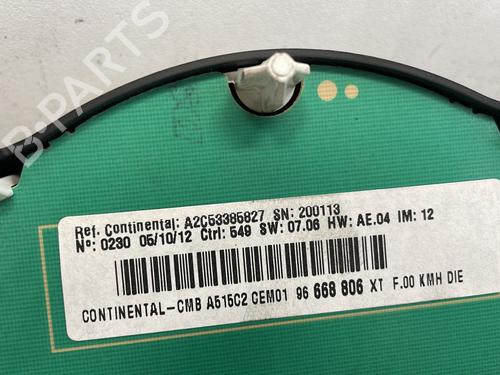 B-PARTS
Ref. Continental: A2C53385827 SN: 200113
Nº: 0230 05/10/12 Ctrl: 549 SW: 07.06 HW: AE.04 IM: 12
CONTINENTAL-CMB A515C2 CEM01 96 668 806 XT F.00 KMH DIE